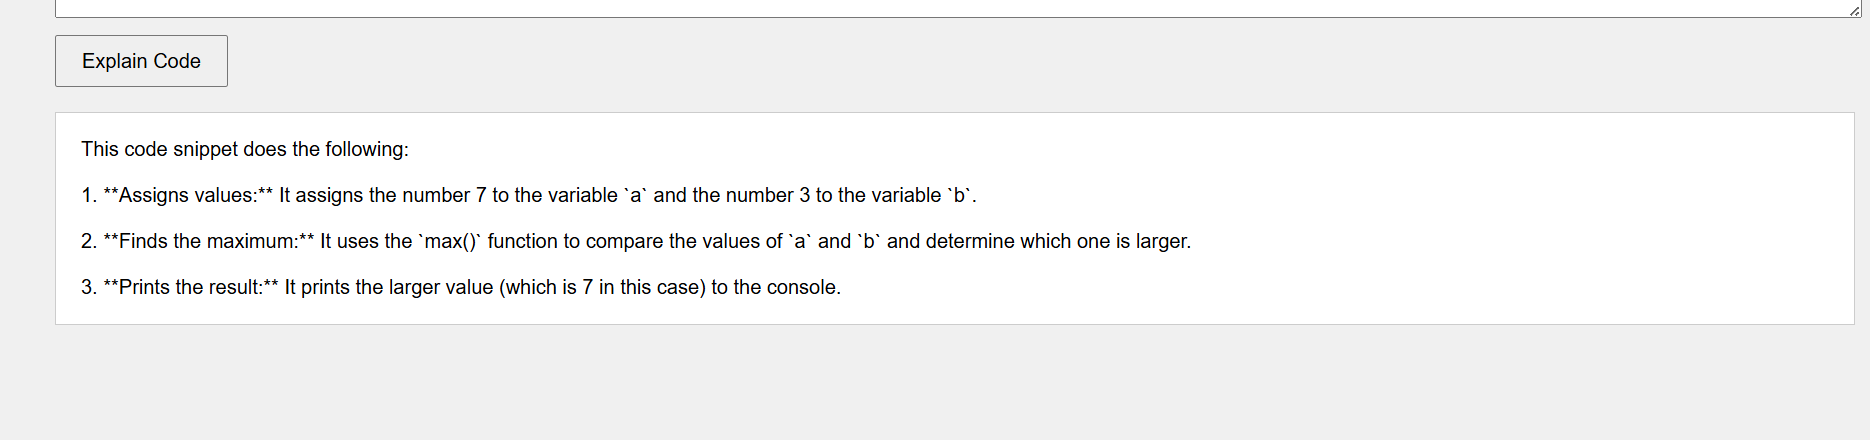 Explain Code
This code snippet does the following:
1. **Assigns values:** It assigns the number 7 to the variable `a` and the number 3 to the variable `b`.
2. **Finds the maximum:** It uses the `max()` function to compare the values of `a` and `b` and determine which one is larger.
3. **Prints the result:** It prints the larger value (which is 7 in this case) to the console.